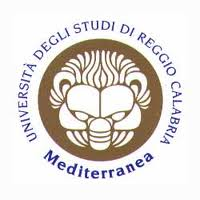 UNIVERSITÀ DEGLI STUDI DI REGGIO CALABRIA
Mediterranea